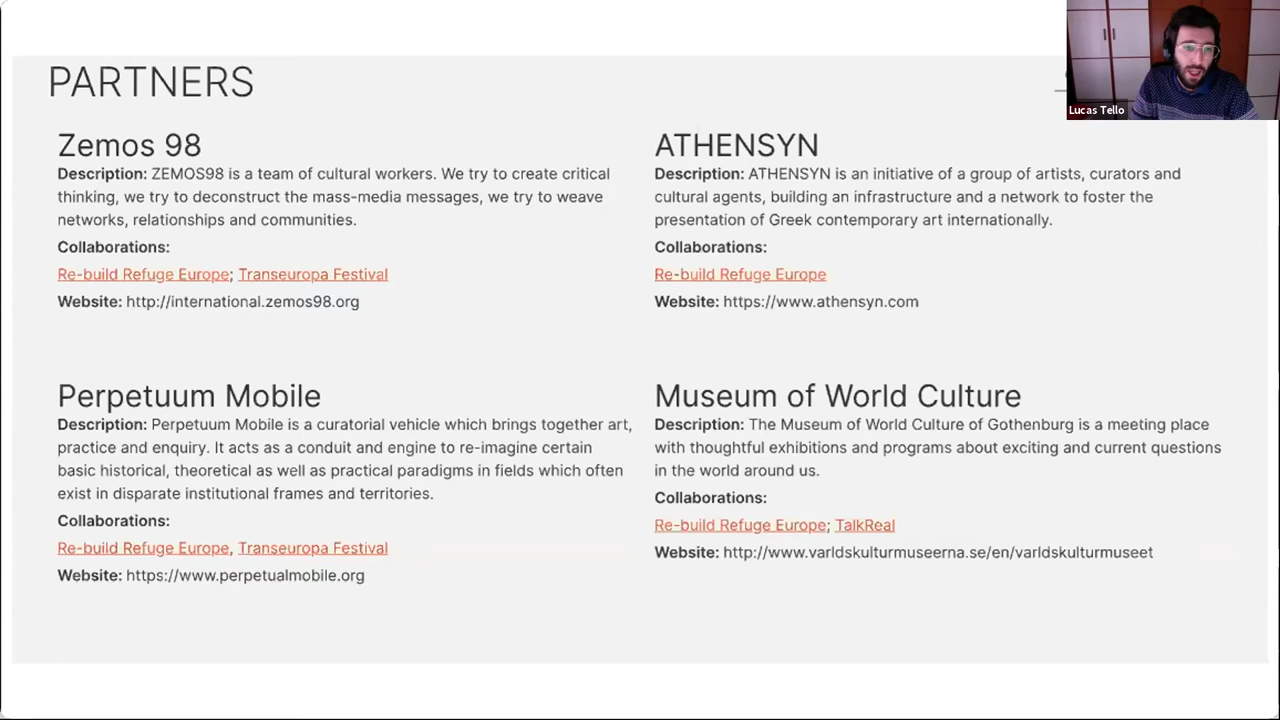 PARTNERS
Lucas Tello
Zemos 98
Description: ZEMOS98 is a team of cultural workers. We try to create critical
thinking, we try to deconstruct the mass-media messages, we try to weave
networks, relationships and communities.
Collaborations:
Re-build Refuge Europe; Transeuropa Festival
Website: http://international.zemos98.org
ATHENSYN
Description: ATHENSYN is an initiative of a group of artists, curators and
cultural agents, building an infrastructure and a network to foster the
presentation of Greek contemporary art internationally.
Collaborations:
Re-build Refuge Europe
Website: https://www.athensyn.com
Perpetuum Mobile
Description: Perpetuum Mobile is a curatorial vehicle which brings together art,
practice and enquiry. It acts as a conduit and engine to re-imagine certain
basic historical, theoretical as well as practical paradigms in fields which often
exist in disparate institutional frames and territories.
Collaborations:
Re-build Refuge Europe, Transeuropa Festival
Website: https://www.perpetualmobile.org
Museum of World Culture
Description: The Museum of World Culture of Gothenburg is a meeting place
with thoughtful exhibitions and programs about exciting and current questions
in the world around us.
Collaborations:
Re-build Refuge Europe; TalkReal
Website: http://www.varldskulturmuseerna.se/en/varldskulturmuseet